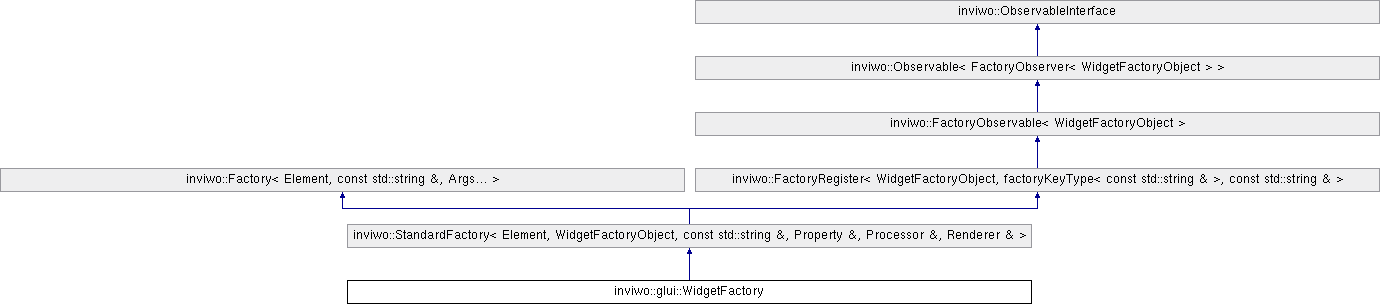 inviwo::ObservableInterface
inviwo::Observable< FactoryObserver< WidgetFactoryObject > >
inviwo::FactoryObservable< WidgetFactoryObject >
inviwo::Factory< Element, const std::string &, Args... >
inviwo::FactoryRegister< WidgetFactoryObject, factoryKeyType< const std::string & >, const std::string & >
inviwo::StandardFactory< Element, WidgetFactoryObject, const std::string &, Property &, Processor &, Renderer & >
inviwo::glui::WidgetFactory